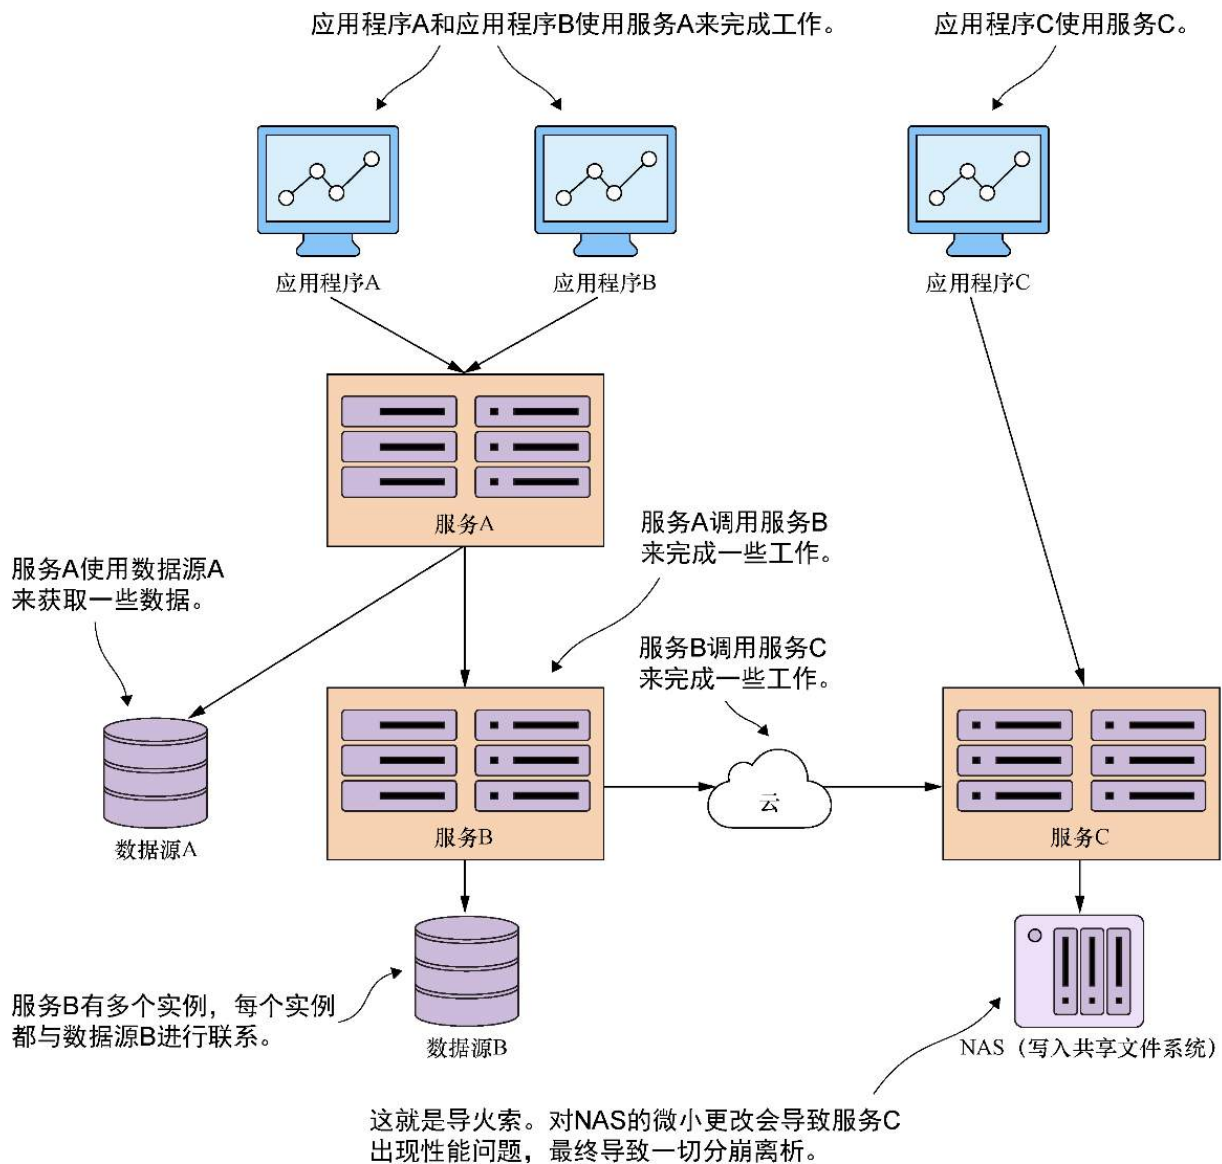 应用程序A和应用程序B使用服务A来完成工作。
应用程序C使用服务C。
应用程序A
应用程序B
应用程序C
服务A
服务A调用服务B
来完成一些工作。
服务A使用数据源A
来获取一些数据。
服务B调用服务C
来完成一些工作。
云
数据源A
服务B
服务C
服务B有多个实例，每个实例
都与数据源B进行联系。
数据源B
NAS（写入共享文件系统）
这就是导火索。对NAS的微小更改会导致服务C
出现性能问题，最终导致一切分崩离析。